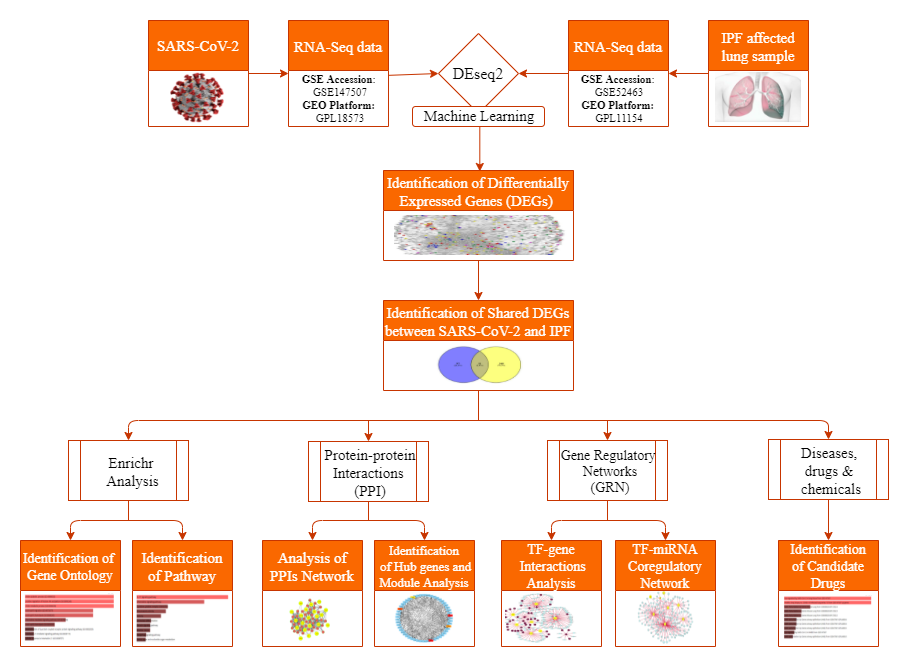 SARS-CoV-2
RNA-Seq data
GSE Accession:
GSE147507
GEO Platform:
GPL18573
DEseq2
Machine Learning
RNA-Seq data
GSE Accession:
GSE52463
GEO Platform:
GPL11154
IPF affected
lung sample
Identification of Differentially
Expressed Genes (DEGs)
Identification of Shared DEGs
between SARS-CoV-2 and IPF
Enrichr
Analysis
Protein-protein
Interactions
(PPI)
Gene Regulatory
Networks
(GRN)
Diseases,
drugs &
chemicals
Identification of
Gene Ontology
Identification
of Pathway
Analysis of
PPIs Network
Identification
of Hub genes and
Module Analysis
TF-gene
Interactions
Analysis
TF-miRNA
Coregulatory
Network
Identification
of Candidate
Drugs